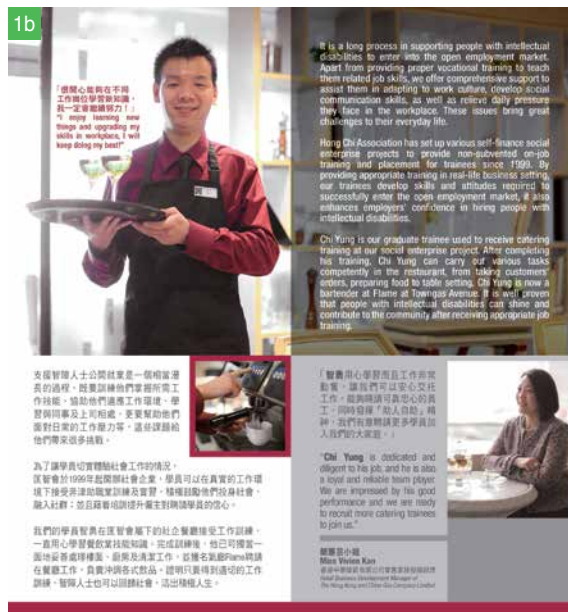 1b
「很開心能夠在不同
工作崗位學習新知識,
我一定會繼續努力!」
"I enjoy learning new
things and upgrading my
skills in workplace, I will
keep doing my best!"
It is a long process in supporting people with intellectual
disabilities to enter into the open employment market.
Apart from providing proper vocational training to teach
them related job skills, we offer comprehensive support to
assist them in adapting to work culture, develop social
communication skills, as well as relieve daily pressure
they face in the workplace. These issues bring great
challenges to their everyday life.
Hong Chi Association has set up various self-finance social
enterprise projects to provide non-subvented on-job
training and placement for trainees since 1999. By
providing appropriate training in real-life business setting,
our trainees develop skills and attitudes required to
successfully enter the open employment market, it also
enhances employers' confidence in hiring people with
intellectual disabilities.
Chi Yung is our graduate trainee used to receive catering
training at our social enterprise project. After completing
his training, Chi Yung can carry out various tasks
competently in the restaurant, from taking customers'
orders, preparing food to table setting. Chi Yung is now a
bartender at Flame at Towngas Avenue. It is well proven
that people with intellectual disabilities can shine and
contribute to the community after receiving appropriate job
training.
支援智障人士公開就業是一個相當漫
長的過程,既要訓練他們掌握所需工
作技能,協助他們適應工作環境、學
習與同事及上司相處,更要幫助他們
面對日常的工作壓力等,這些課題給
他們帶來很多挑戰。
為了讓學員切實體驗社會工作的情況,
匡智會於1999年起開辦社會企業,學員可以在真實的工作環
境下接受非津助職業訓練及實習,積極鼓勵他們投身社會,
融入社群;並且藉着培訓提升僱主對聘請學員的信心。
我們的學員智勇在匡智會屬下的社企餐廳接受工作訓練,
一直用心學習餐飲業技能知識。完成訓練後,他已可獨當一
面地妥善處理樓面、廚房及清潔工作,並獲名氣廊Flame聘請
在餐廳工作,負責沖調各式飲品。證明只要得到適切的工作
訓練,智障人士也可以回饋社會,活出積極人生。
「智勇用心學習而且工作非常
勤奮,讓我們可以安心交托
工作,能夠聘請可靠忠心的員
工,同時發揮『助人自助』精
神,我們有意聘請更多學員加
入我們的大家庭。」
"Chi Yung is dedicated and
diligent to his job, and he is also
a loyal and reliable team player.
We are impressed by his good
performance and we are ready
to recruit more catering trainees
to join us."
小姐
Miss Vivien Kan
香港中華煤氣有限公司
Retail Business Development Manager of
The Hong Kong and China Gas Company Limited